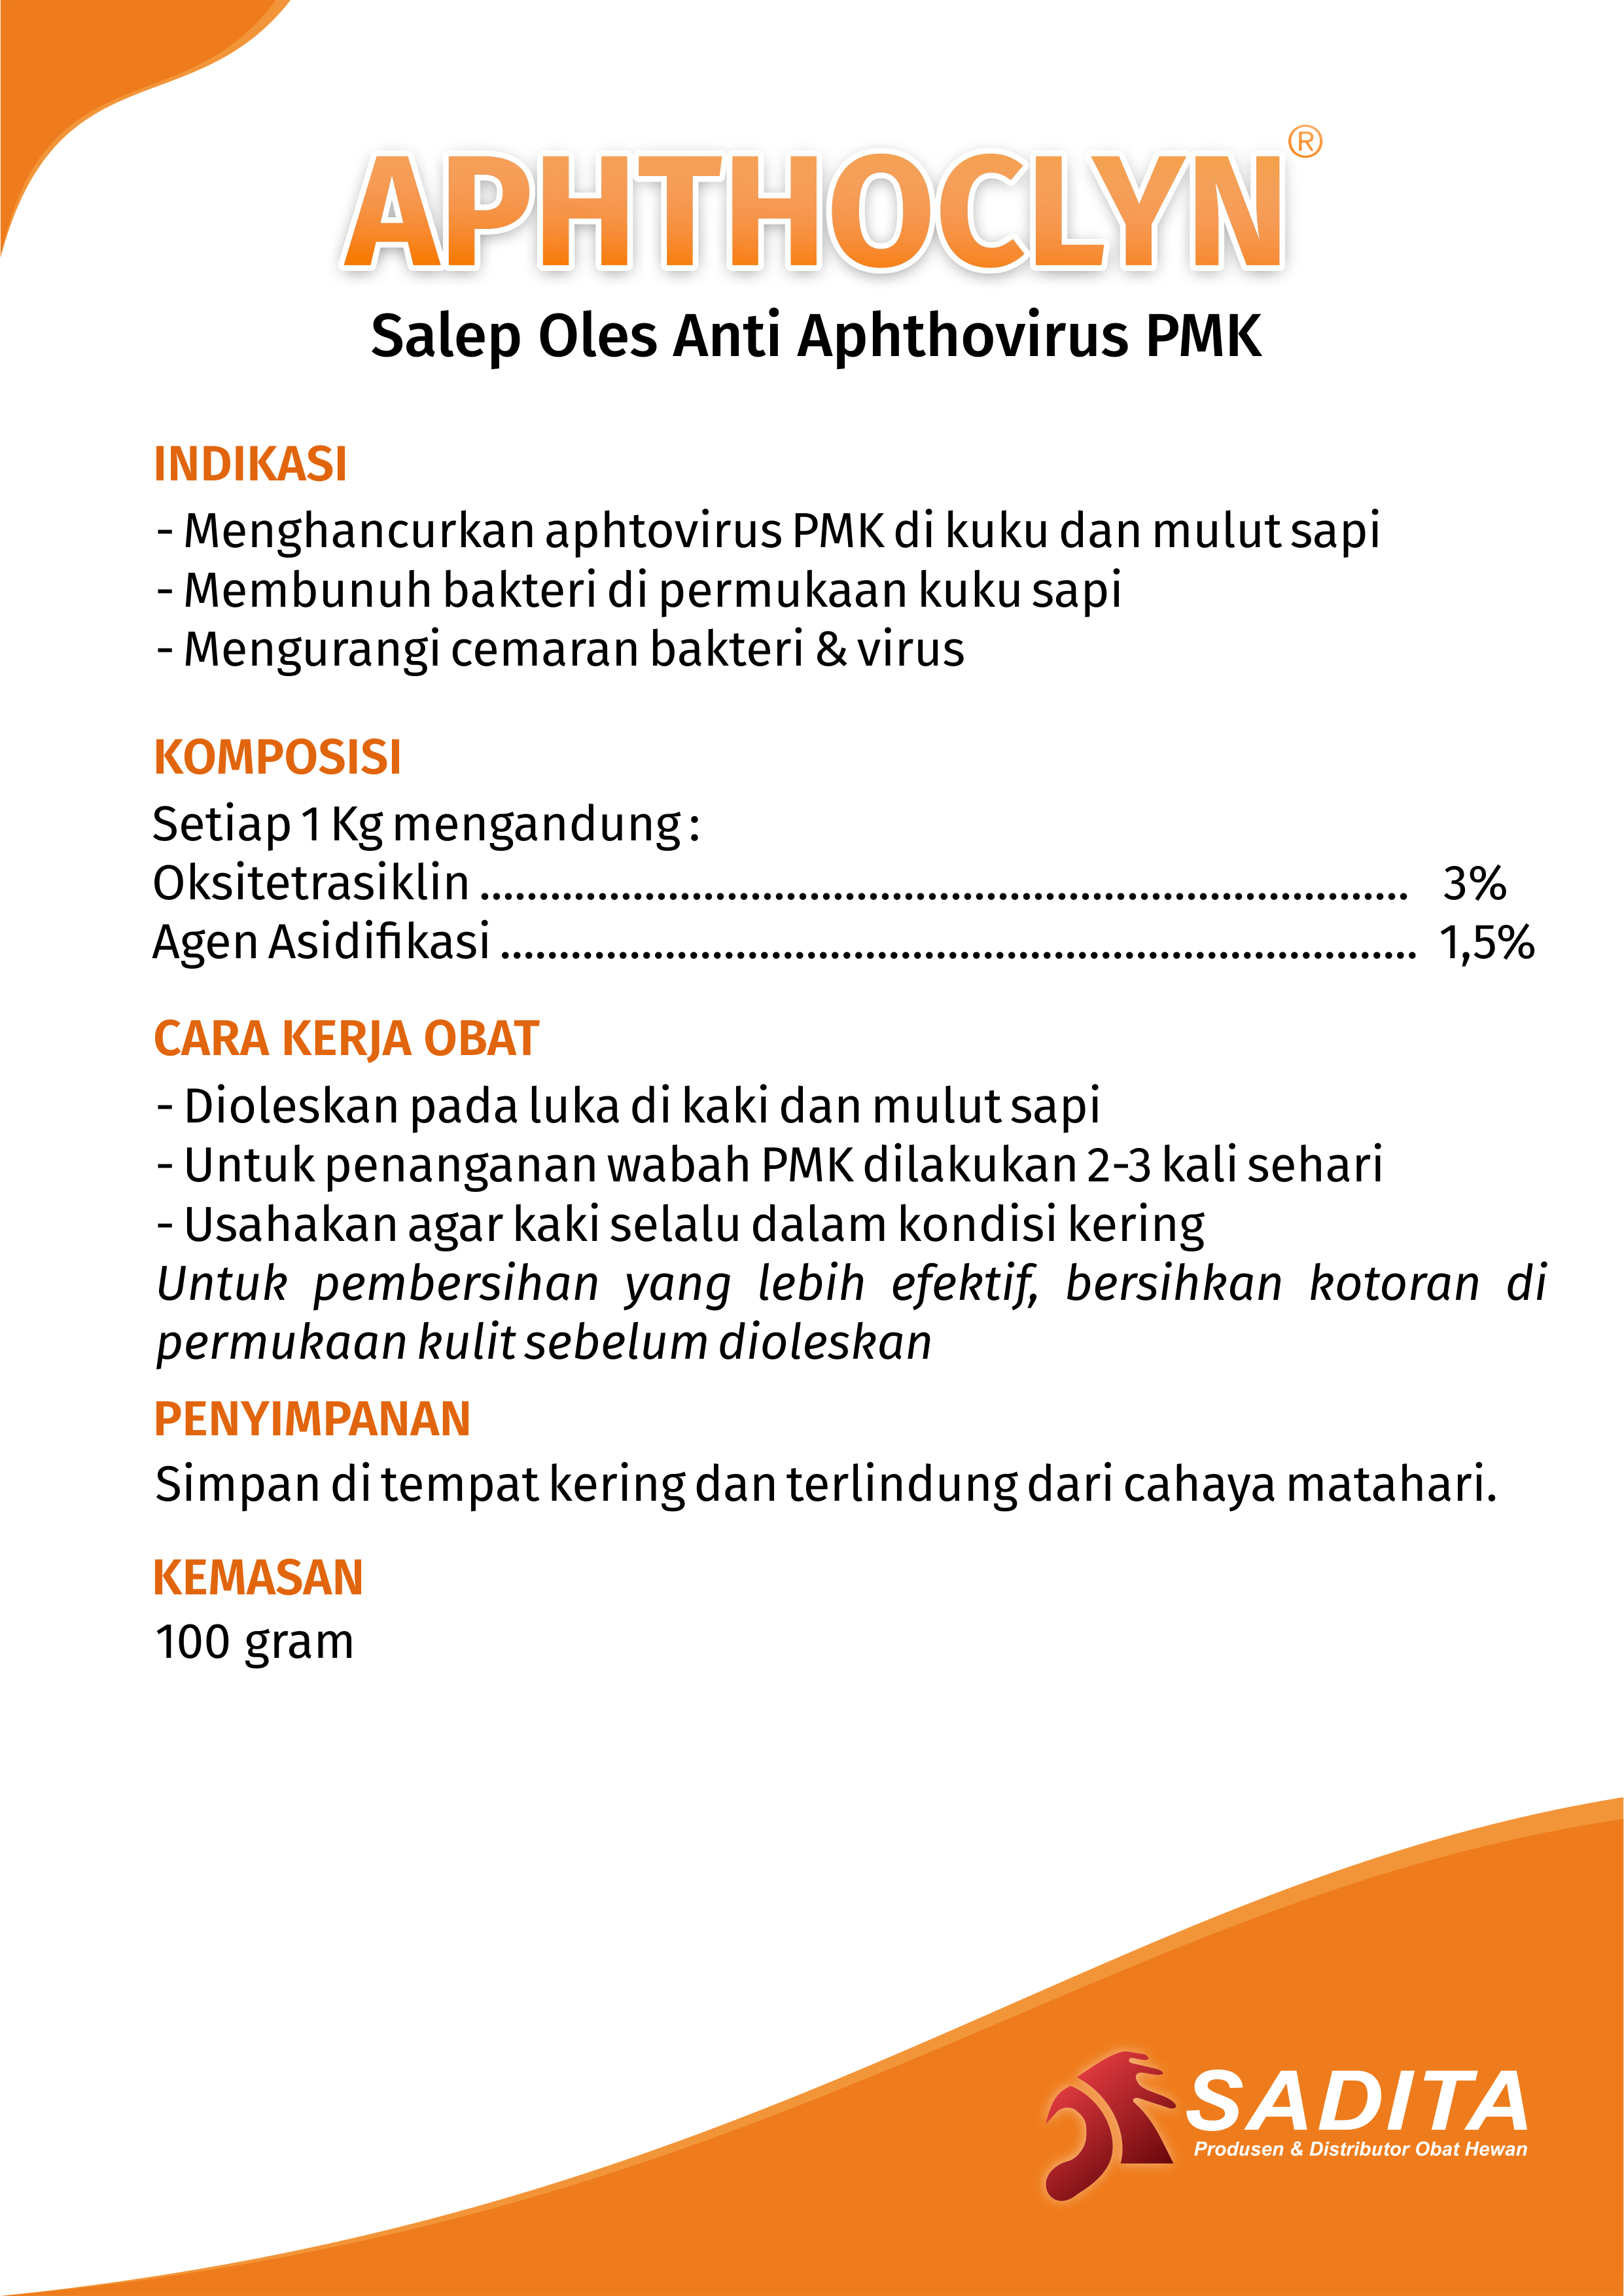 APHTHOCLYN®
Salep Oles Anti Aphthovirus PMK
INDIKASI
- Menghancurkan aphtovirus PMK di kuku dan mulut sapi
- Membunuh bakteri di permukaan kuku sapi
- Mengurangi cemaran bakteri & virus
KOMPOSISI
Setiap 1 Kg mengandung :
Oksitetrasiklin ............................................................................... 3%
Agen Asidifikasi .............................................................................. 1,5%
CARA KERJA OBAT
- Dioleskan pada luka di kaki dan mulut sapi
- Untuk penanganan wabah PMK dilakukan 2-3 kali sehari
- Usahakan agar kaki selalu dalam kondisi kering
Untuk pembersihan yang lebih efektif, bersihkan kotoran di
permukaan kulit sebelum dioleskan
PENYIMPANAN
Simpan di tempat kering dan terlindung dari cahaya matahari.
KEMASAN
100 gram
SADITA
Produsen & Distributor Obat Hewan